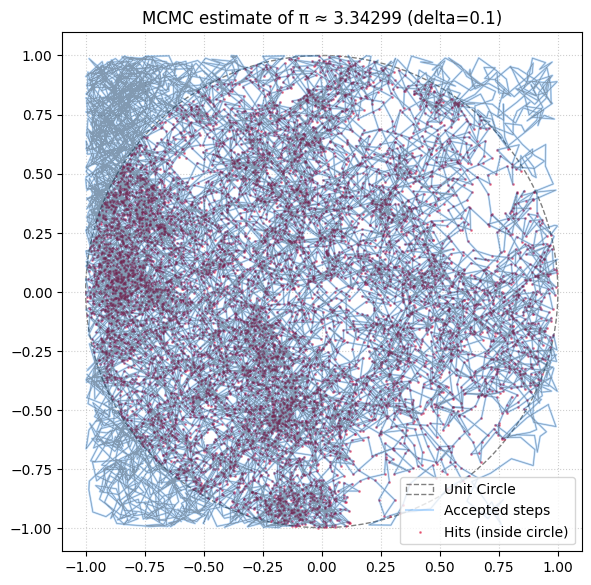 MCMC estimate of π ≈ 3.34299 (delta=0.1)
1.00
0.75
0.50
0.25
0.00
−0.25
−0.50
−0.75
−1.00
Unit Circle
Accepted steps
Hits (inside circle)
−1.00 −0.75 −0.50 −0.25 0.00 0.25 0.50 0.75 1.00